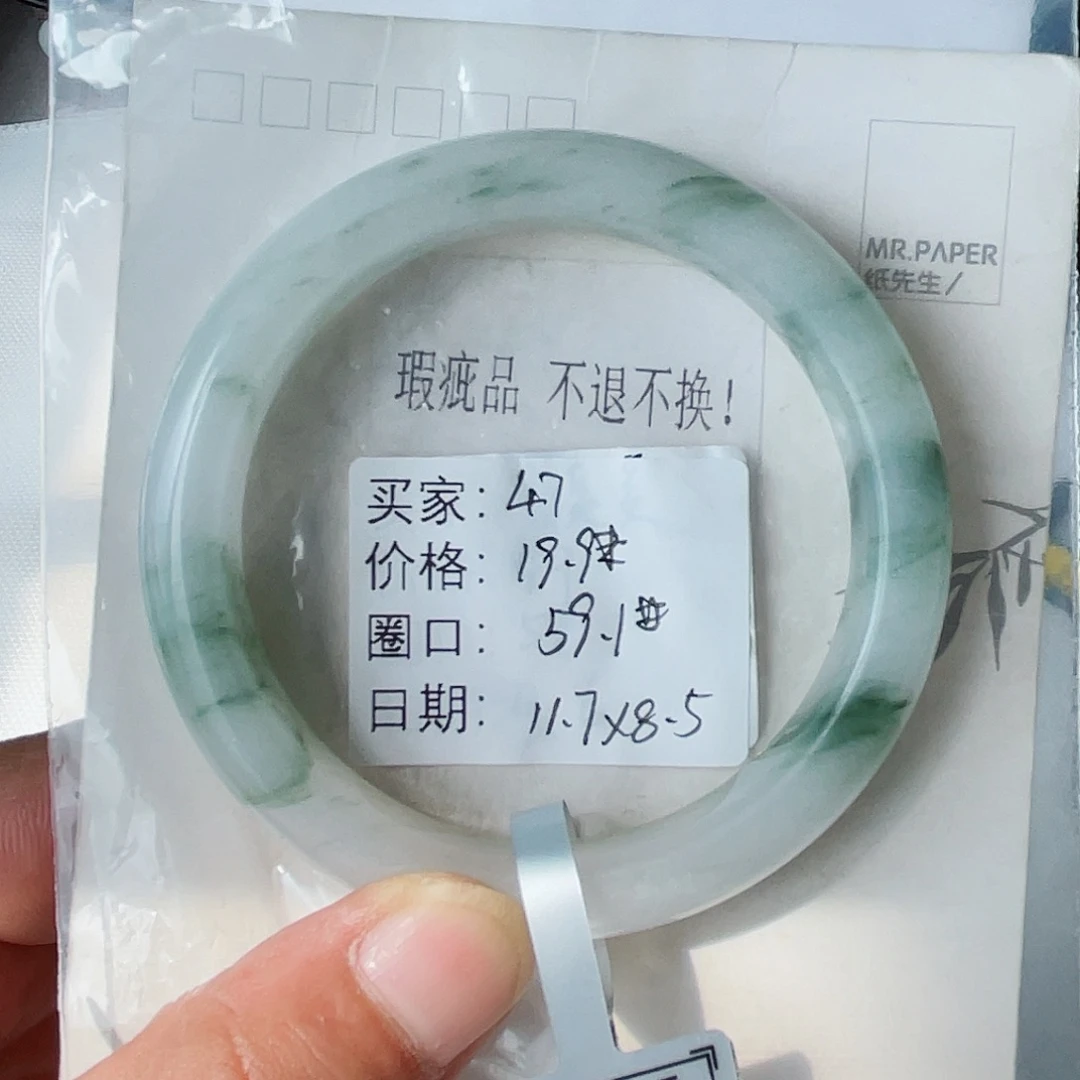 MR.PAPER
纸先生/
瑕疵品 不退不换!
买家: 47
价格: 19.9#
圈口: 59.1#
日期: 11.7x8.5